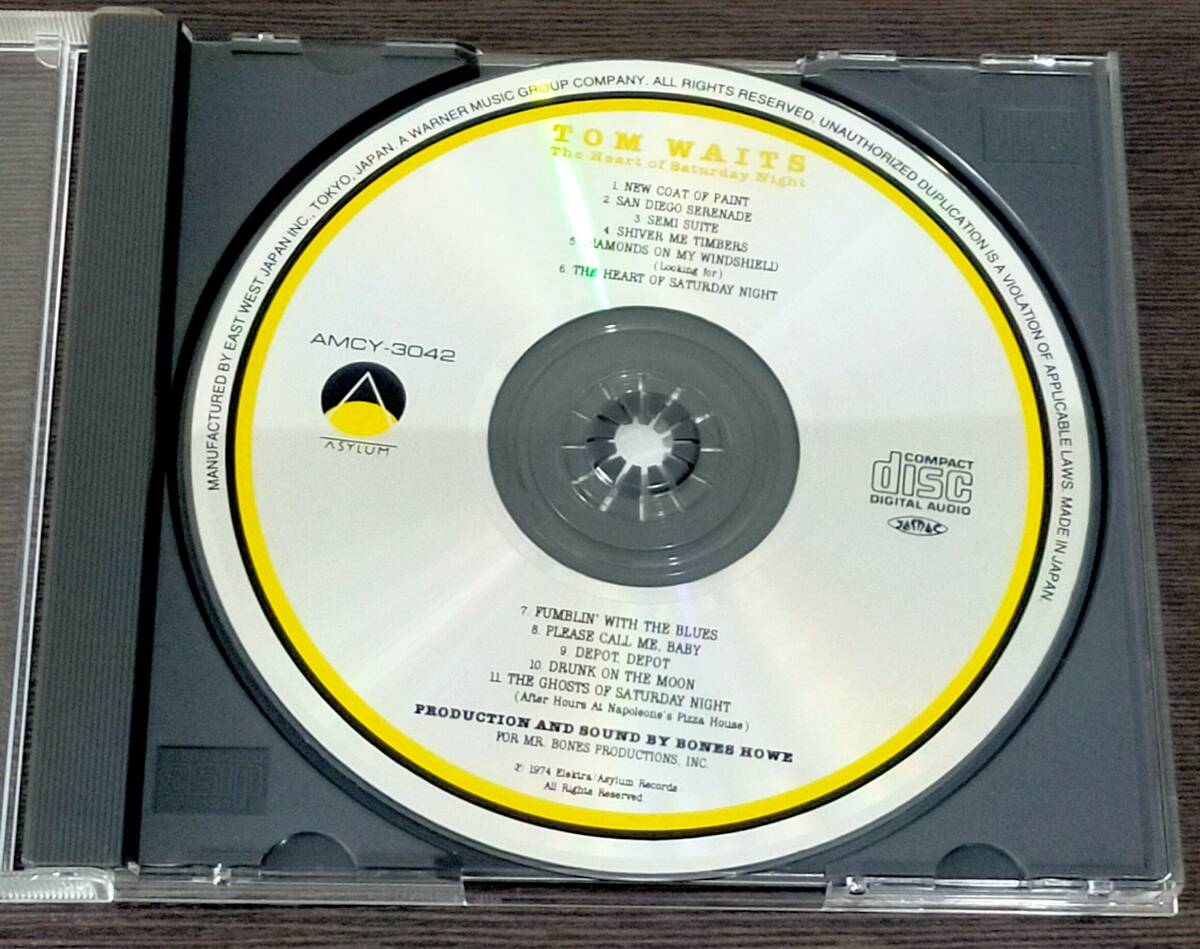 MANUFACTURED BY EAST WEST JAPAN INC., TOKYO, JAPAN. A WARNER MUSIC GROUP COMPANY. ALL RIGHTS RESERVED. UNAUTHORIZED DUPLICATION IS A VIOLATION OF APPLICABLE LAWS. MADE IN JAPAN.
TOM WAITS
The Heart of Saturday Night
1. NEW COAT OF PAINT
2. SAN DIEGO SERENADE
3. SEMI SUITE
4. SHIVER ME TIMBERS
5. DIAMONDS ON MY WINDSHIELD
(Looking for)
6. THE HEART OF SATURDAY NIGHT
AMCY-3042
ASYLUM
COMPACT
disc
DIGITAL AUDIO
JASRAC
7. FUMBLIN' WITH THE BLUES
8. PLEASE CALL ME, BABY
9. DEPOT, DEPOT
10. DRUNK ON THE MOON
11. THE GHOSTS OF SATURDAY NIGHT
(After Hours At Napoleone's Pizza House)
PRODUCTION AND SOUND BY BONES HOWE
FOR MR. BONES PRODUCTIONS, INC.
℗ 1974 Elektra/Asylum Records
All Rights Reserved